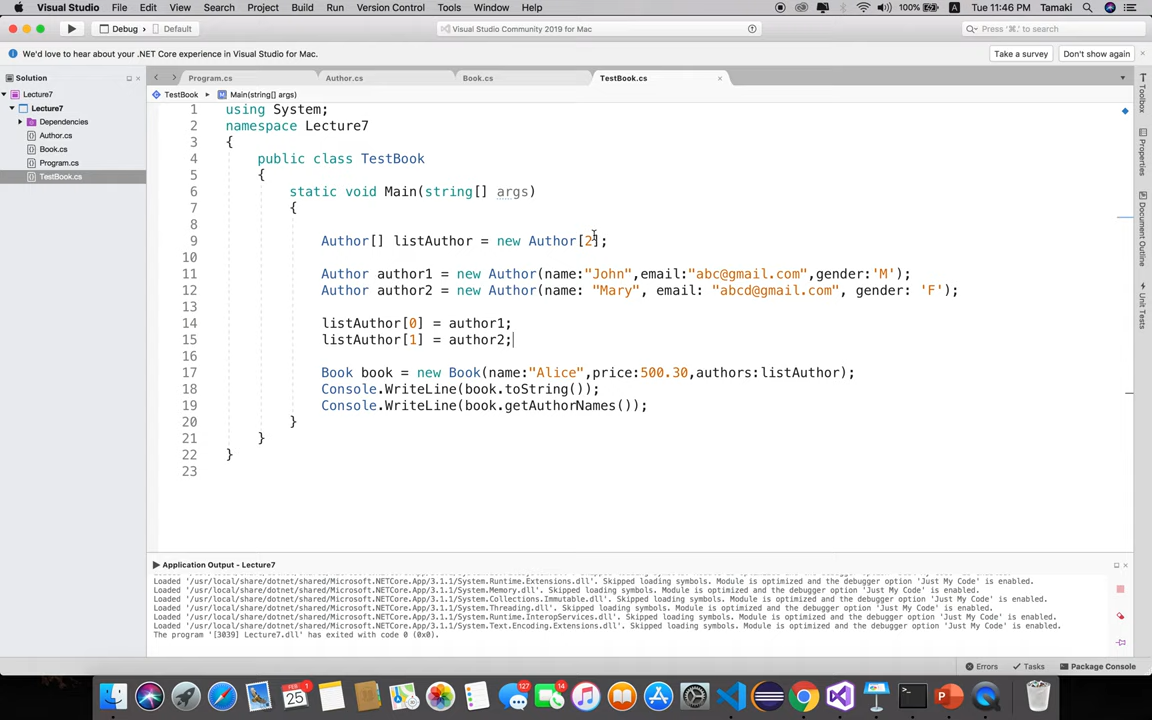 Visual Studio File Edit View Search Project Build Run Version Control Tools Window Help 100% Tue 11:46 AM Tamaki
Debug > Default Visual Studio Community 2019 for Mac Press '⌘.' to search
We'd love to hear about your .NET Core experience in Visual Studio for Mac. Take a survey Don't show again
Solution Program.cs Author.cs Book.cs TestBook.cs
Lecture7 TestBook Main(string[] args)
Lecture7
Dependencies
Author.cs
Book.cs
Program.cs
TestBook.cs
1 using System;
2 namespace Lecture7
3 {
4 public class TestBook
5 {
6 static void Main(string[] args)
7 {
8
9 Author[] listAuthor = new Author[2];
10
11 Author author1 = new Author(name:"John",email:"abc@gmail.com",gender:'M');
12 Author author2 = new Author(name: "Mary", email: "abcd@gmail.com", gender: 'F');
13
14 listAuthor[0] = author1;
15 listAuthor[1] = author2;
16
17 Book book = new Book(name:"Alice",price:500.30,authors:listAuthor);
18 Console.WriteLine(book.toString());
19 Console.WriteLine(book.getAuthorNames());
20 }
21 }
22 }
23
Toolbox
Properties
Document Outline
Unit Tests
Application Output - Lecture7
Loaded '/usr/local/share/dotnet/shared/Microsoft.NETCore.App/3.1.1/System.Runtime.Extensions.dll'. Skipped loading symbols. Module is optimized and the debugger option 'Just My Code' is enabled.
Loaded '/usr/local/share/dotnet/shared/Microsoft.NETCore.App/3.1.1/System.Memory.dll'. Skipped loading symbols. Module is optimized and the debugger option 'Just My Code' is enabled.
Loaded '/usr/local/share/dotnet/shared/Microsoft.NETCore.App/3.1.1/System.Collections.Immutable.dll'. Skipped loading symbols. Module is optimized and the debugger option 'Just My Code' is enabled.
Loaded '/usr/local/share/dotnet/shared/Microsoft.NETCore.App/3.1.1/System.Threading.dll'. Skipped loading symbols. Module is optimized and the debugger option 'Just My Code' is enabled.
Loaded '/usr/local/share/dotnet/shared/Microsoft.NETCore.App/3.1.1/System.Runtime.InteropServices.dll'. Skipped loading symbols. Module is optimized and the debugger option 'Just My Code' is enabled.
Loaded '/usr/local/share/dotnet/shared/Microsoft.NETCore.App/3.1.1/System.Text.Encoding.Extensions.dll'. Skipped loading symbols. Module is optimized and the debugger option 'Just My Code' is enabled.
The program '[3039] Lecture7.dll' has exited with code 0 (0x0).
Errors Tasks Package Console
FEB 25 1 127 14